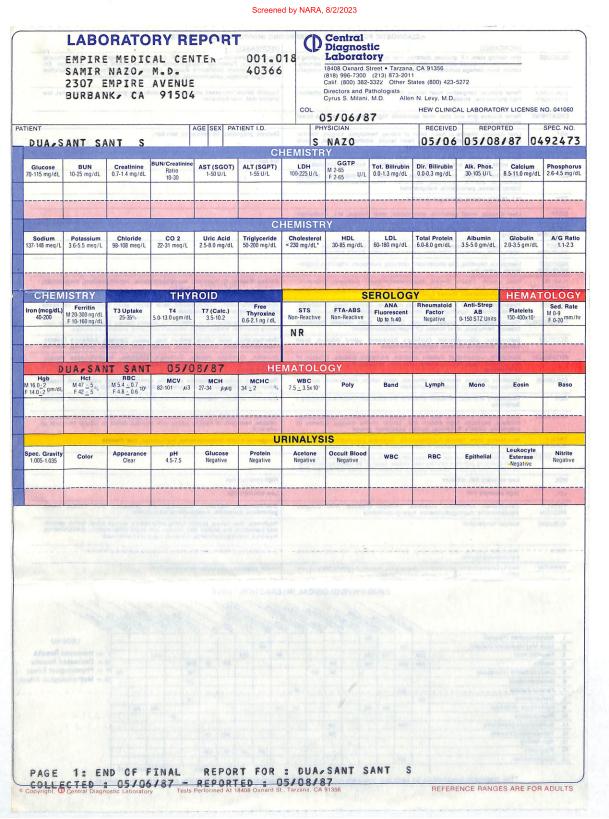 Screened by NARA, 8/2/2023
LABORATORY REPORT
EMPIRE MEDICAL CENTER 001.018
SAMIR NAZO, M.D. 40366
2307 EMPIRE AVENUE
BURBANK, CA 91504
Central
Diagnostic
Laboratory
18408 Oxnard Street • Tarzana, CA 91356
(818) 996-7300 (213) 873-2011
Calif (800) 382-3322 Other States (800) 423-5272
Directors and Pathologists
Cyrus S. Milani, M.D. Allen N. Levy, M.D.
HEW CLINICAL LABORATORY LICENSE NO. 041060
COL. 05/06/87
PATIENT AGE SEX PATIENT I.D. PHYSICIAN RECEIVED REPORTED SPEC. NO.
DUA,SANT SANT S S NAZO 05/06 05/08/87 0492473
CHEMISTRY
Glucose BUN Creatinine BUN/Creatinine Ratio AST (SGOT) ALT (SGPT) LDH GGTP Tot. Bilirubin Dir. Bilirubin Alk. Phos. Calcium Phosphorus
70-115 mg/dL 10-25 mg/dL 0.7-1.4 mg/dL 10-30 1-50 U/L 1-55 U/L 100-225 U/L M 2-65 F 2-65 U/L 0.0-1.3 mg/dL 0.0-0.3 mg/dL 30-105 U/L 8.5-11.0 mg/dL 2.6-4.5 mg/dL
CHEMISTRY
Sodium Potassium Chloride CO 2 Uric Acid Triglyceride Cholesterol HDL LDL Total Protein Albumin Globulin A/G Ratio
137-148 meq/L 3.6-5.5 meq/L 98-108 meq/L 22-31 meq/L 2.5-8.0 mg/dL 50-200 mg/dL < 230 mg/dL* 30-85 mg/dL 60-180 mg/dL 6.0-8.0 gm/dL 3.5-5.0 gm/dL 2.0-3.5 gm/dL 1.1-2.3
CHEMISTRY THYROID SEROLOGY HEMATOLOGY
Iron (mcg/dL) Ferritin T3 Uptake T4 T7 (Calc.) Free Thyroxine STS FTA-ABS ANA Fluorescent Rheumatoid Factor Anti-Strep AB Platelets Sed. Rate
40-200 M 20-300 ng/dL F 10-160 ng/dL 25-35% 5.0-13.0 ugm/dL 3.5-10.2 0.6-2.1 ng/dL Non-Reactive Non-Reactive Up to 1:40 Negative 0-150 STZ Units 150-400x10³ M 0-9 F 0-20 mm/hr
NR
DUA,SANT SANT 05/08/87 HEMATOLOGY
Hgb Hct RBC MCV MCH MCHC WBC Poly Band Lymph Mono Eosin Baso
M 16.0 ± 2 F 14.0 ± 2 gm/dL M 47 ± 5 F 42 ± 5 % M 5.4 ± 0.7 F 4.8 ± 0.6 82-101 µ3 27-34 µµg 34 ± 2 % 7.5 ± 3.5x10³
URINALYSIS
Spec. Gravity Color Appearance pH Glucose Protein Acetone Occult Blood WBC RBC Epithelial Leukocyte Esterase Nitrite
1.005-1.035 Clear 4.5-7.5 Negative Negative Negative Negative Negative Negative
PAGE 1: END OF FINAL REPORT FOR : DUA,SANT SANT S
COLLECTED : 05/06/87 - REPORTED : 05/08/87
© Copyright, Central Diagnostic Laboratory Tests Performed At 18408 Oxnard St. Tarzana, CA 91356 REFERENCE RANGES ARE FOR ADULTS